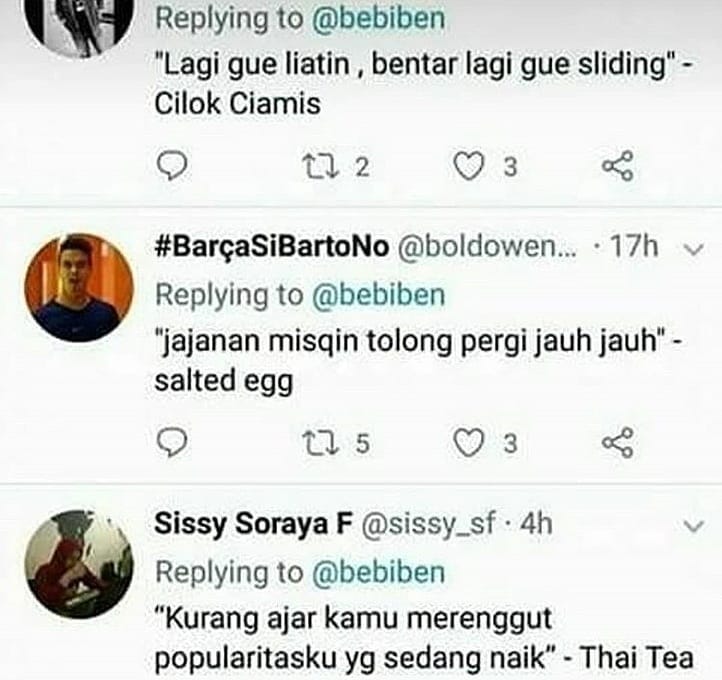 Replying to @bebiben
"Lagi gue liatin , bentar lagi gue sliding" -
Cilok Ciamis
2 3
#BarçaSiBartoNo @boldowen... · 17h
Replying to @bebiben
"jajanan misqin tolong pergi jauh jauh" -
salted egg
5 3
Sissy Soraya F @sissy_sf · 4h
Replying to @bebiben
“Kurang ajar kamu merenggut
popularitasku yg sedang naik” - Thai Tea